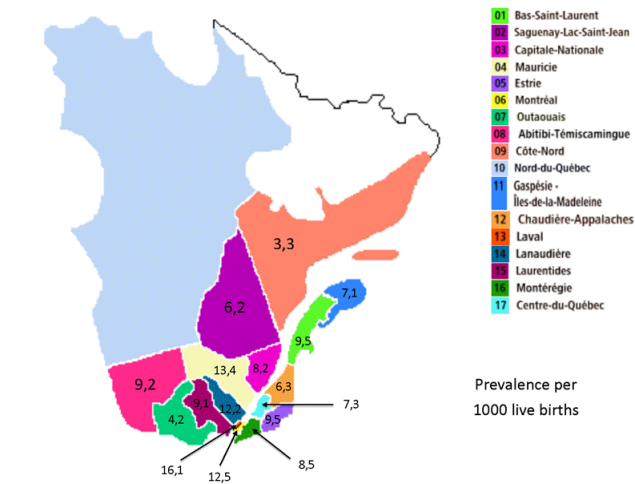 01 Bas-Saint-Laurent
02 Saguenay-Lac-Saint-Jean
03 Capitale-Nationale
04 Mauricie
05 Estrie
06 Montréal
07 Outaouais
08 Abitibi-Témiscamingue
09 Côte-Nord
10 Nord-du-Québec
11 Gaspésie -
Îles-de-la-Madeleine
12 Chaudière-Appalaches
13 Laval
14 Lanaudière
15 Laurentides
16 Montérégie
17 Centre-du-Québec
3,3
7,1
6,2
9,5
8,2
13,4
9,2
6,3
9,1
12,2
7,3
4,2
9,5
16,1
12,5
8,5
Prevalence per
1000 live births